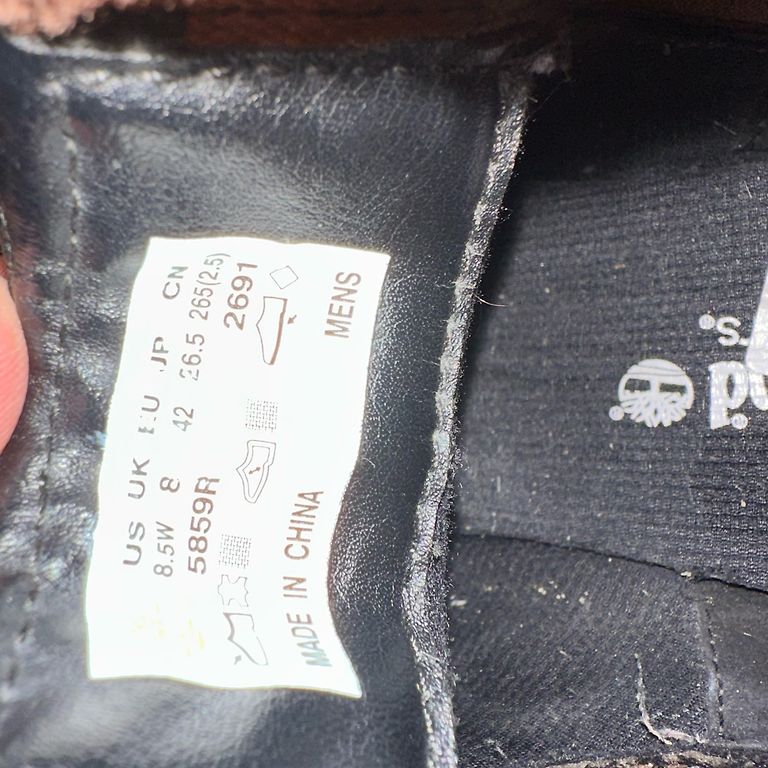 US UK EU JP CN
8.5W 8 42 26.5 265(2.5)
5859R 2691
MENS
MADE IN CHINA